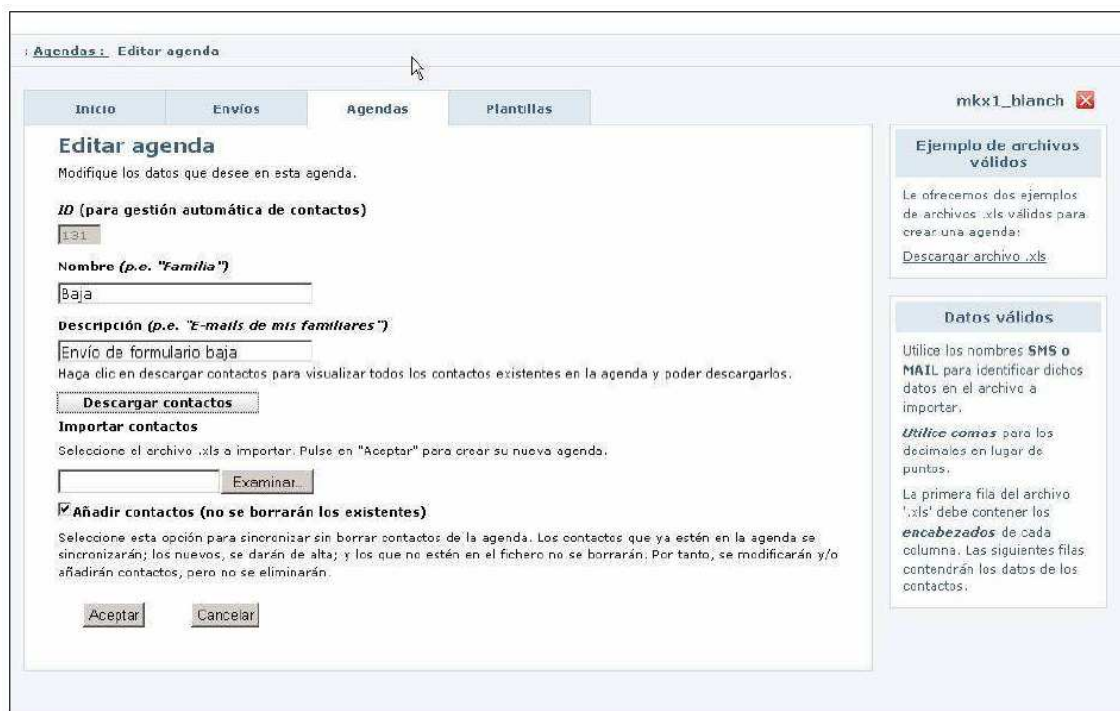 : Agendas : Editar agenda
Inicio Envíos Agendas Plantillas
mkx1_blanch
Editar agenda
Modifique los datos que desee en esta agenda.
ID (para gestión automática de contactos)
131
Nombre (p.e. "Familia")
Baja
Descripción (p.e. "E-mails de mis familiares")
Envío de formulario baja
Haga clic en descargar contactos para visualizar todos los contactos existentes en la agenda y poder descargarlos.
Descargar contactos
Importar contactos
Seleccione el archivo .xls a importar. Pulse en "Aceptar" para crear su nueva agenda.
Examinar...
Añadir contactos (no se borrarán los existentes)
Seleccione esta opción para sincronizar sin borrar contactos de la agenda. Los contactos que ya estén en la agenda se
sincronizarán; los nuevos, se darán de alta; y los que no estén en el fichero no se borrarán. Por tanto, se modificarán y/o
añadirán contactos, pero no se eliminarán.
Aceptar Cancelar
Ejemplo de archivos
válidos
Le ofrecemos dos ejemplos
de archivos .xls válidos para
crear una agenda:
Descargar archivo .xls
Datos válidos
Utilice los nombres SMS o
MAIL para identificar dichos
datos en el archivo a
importar.
Utilice comas para los
decimales en lugar de
puntos.
La primera fila del archivo
'.xls' debe contener los
encabezados de cada
columna. Las siguientes filas
contendrán los datos de los
contactos.